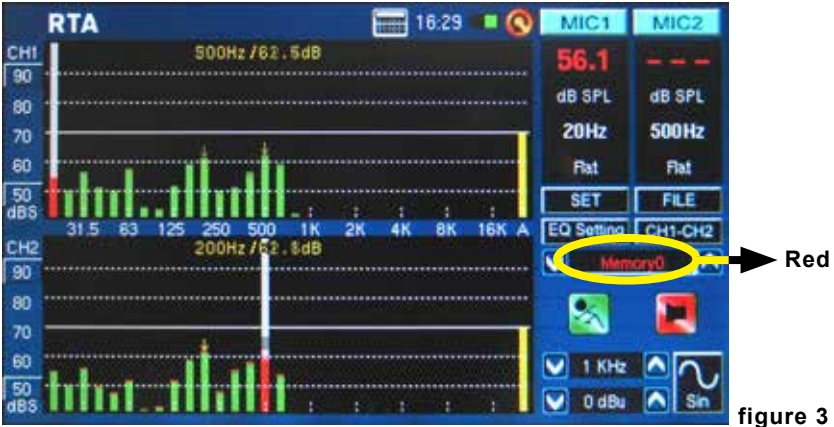 RTA 16:29 MIC1 MIC2
CH1 500Hz/62.5dB 56.1 - - -
90
80 dB SPL dB SPL
70 20Hz 500Hz
60 Flat Flat
50 SET FILE
dBS
31.5 63 125 250 500 1K 2K 4K 8K 16K A EQ Setting CH1-CH2
CH2 200Hz/62.8dB Memory0 Red
90
80
70
60 1 KHz
50
dBS 0 dBu Sin
figure 3